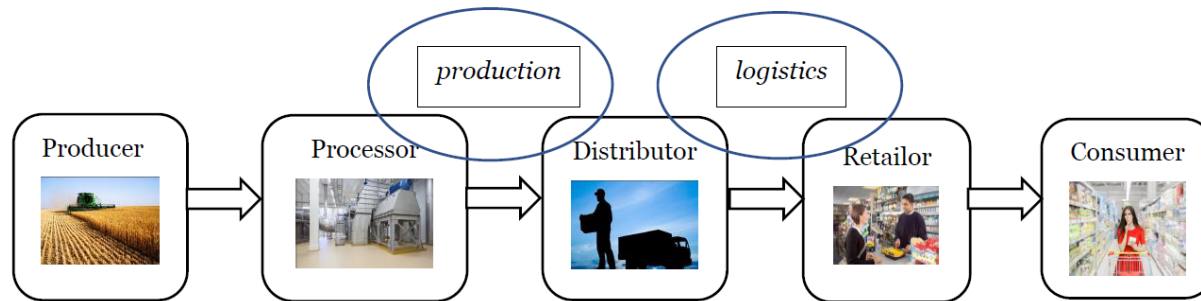 production
logistics
Producer
Processor
Distributor
Retailor
Consumer